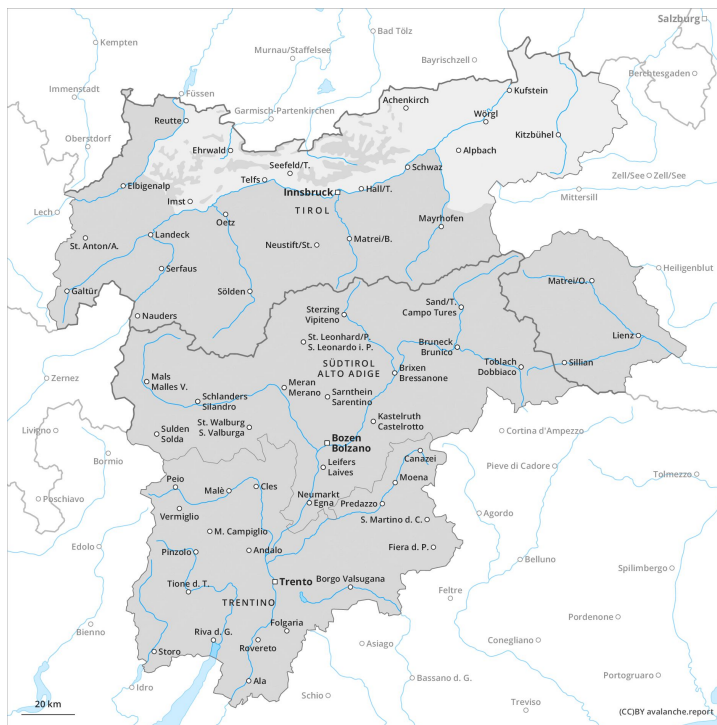 Salzburg
Kempten
Bad Tölz
Murnau/Staffelsee
Bayrischzell
Berchtesgaden
Immenstadt
Füssen
Achenkirch
Kufstein
Garmisch-Partenkirchen
Reutte
Wörgl
Oberstdorf
Kitzbühel
Ehrwald
Alpbach
Seefeld/T.
Schwaz
Telfs
Zell/See
Zell/See
Elbigenalp
Innsbruck
Hall/T.
Mittersill
Imst
TIROL
Lech
Oetz
Mayrhofen
Landeck
St. Anton/A.
Neustift/St.
Matrei/B.
Serfaus
Heiligenblut
Matrei/O.
Galtür
Sölden
Sand/T.
Campo Tures
Nauders
Sterzing
Vipiteno
Lienz
St. Leonhard/P.
S. Leonardo i. P.
Bruneck
Brunico
SÜDTIROL
ALTO ADIGE
Toblach
Dobbiaco
Sillian
Brixen
Bressanone
Zernez
Mals
Malles V.
Meran
Merano
Sarnthein
Sarentino
Schlanders
Silandro
Kastelruth
Castelrotto
St. Walburg
S. Valburga
Livigno
Sulden
Solda
Cortina d'Ampezzo
Bozen
Bolzano
Bormio
Canazei
Pieve di Cadore
Leifers
Laives
Tolmezzo
Moena
Peio
Malè
Cles
Neumarkt
Egna
Predazzo
Poschiavo
Vermiglio
Agordo
S. Martino d. C.
M. Campiglio
Edolo
Pinzolo
Andalo
Fiera d. P.
Belluno
Spilimbergo
Tione d. T.
Trento
Borgo Valsugana
Feltre
TRENTINO
Pordenone
Folgaria
Bienno
Riva d. G.
Rovereto
Asiago
Conegliano
Storo
Portogruaro
Ala
Bassano d. G.
Idro
Schio
Treviso
20 km
(CC)BY avalanche.report